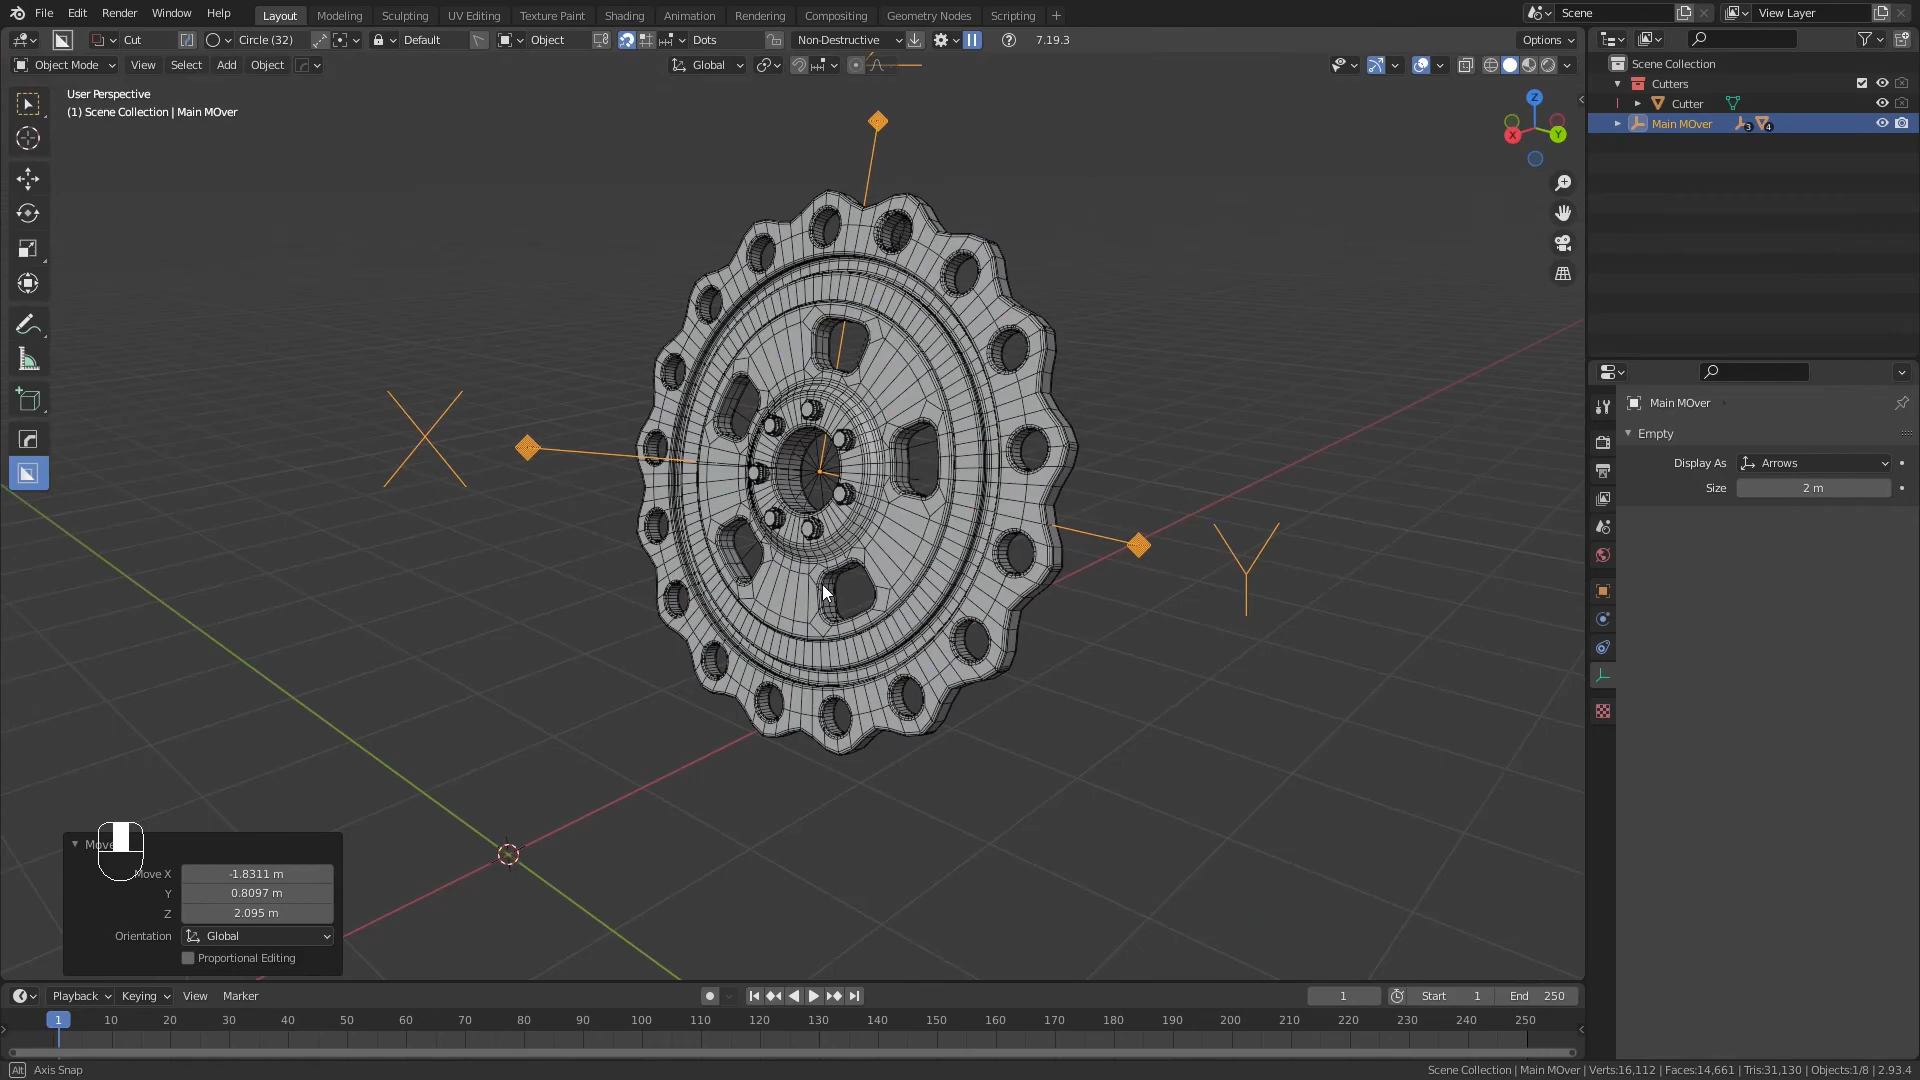 File Edit Render Window Help Layout Modeling Sculpting UV Editing Texture Paint Shading Animation Rendering Compositing Geometry Nodes Scripting + Scene View Layer
Cut Circle (32) Default Object Dots Non-Destructive 7.19.3 Options
Object Mode View Select Add Object Global
User Perspective
(1) Scene Collection | Main MOver
Scene Collection
Cutters
Cutter
Main MOver 3 4
Z
X
Y
X
Y
Main MOver
Empty
Display As Arrows
Size 2 m
Move
Move X -1.8311 m
Y 0.8097 m
Z 2.095 m
Orientation Global
Proportional Editing
Playback Keying View Marker 1 Start 1 End 250
1 10 20 30 40 50 60 70 80 90 100 110 120 130 140 150 160 170 180 190 200 210 220 230 240 250
Alt Axis Snap
Scene Collection | Main MOver | Verts:16,112 | Faces:14,661 | Tris:31,130 | Objects:1/8 | 2.93.4